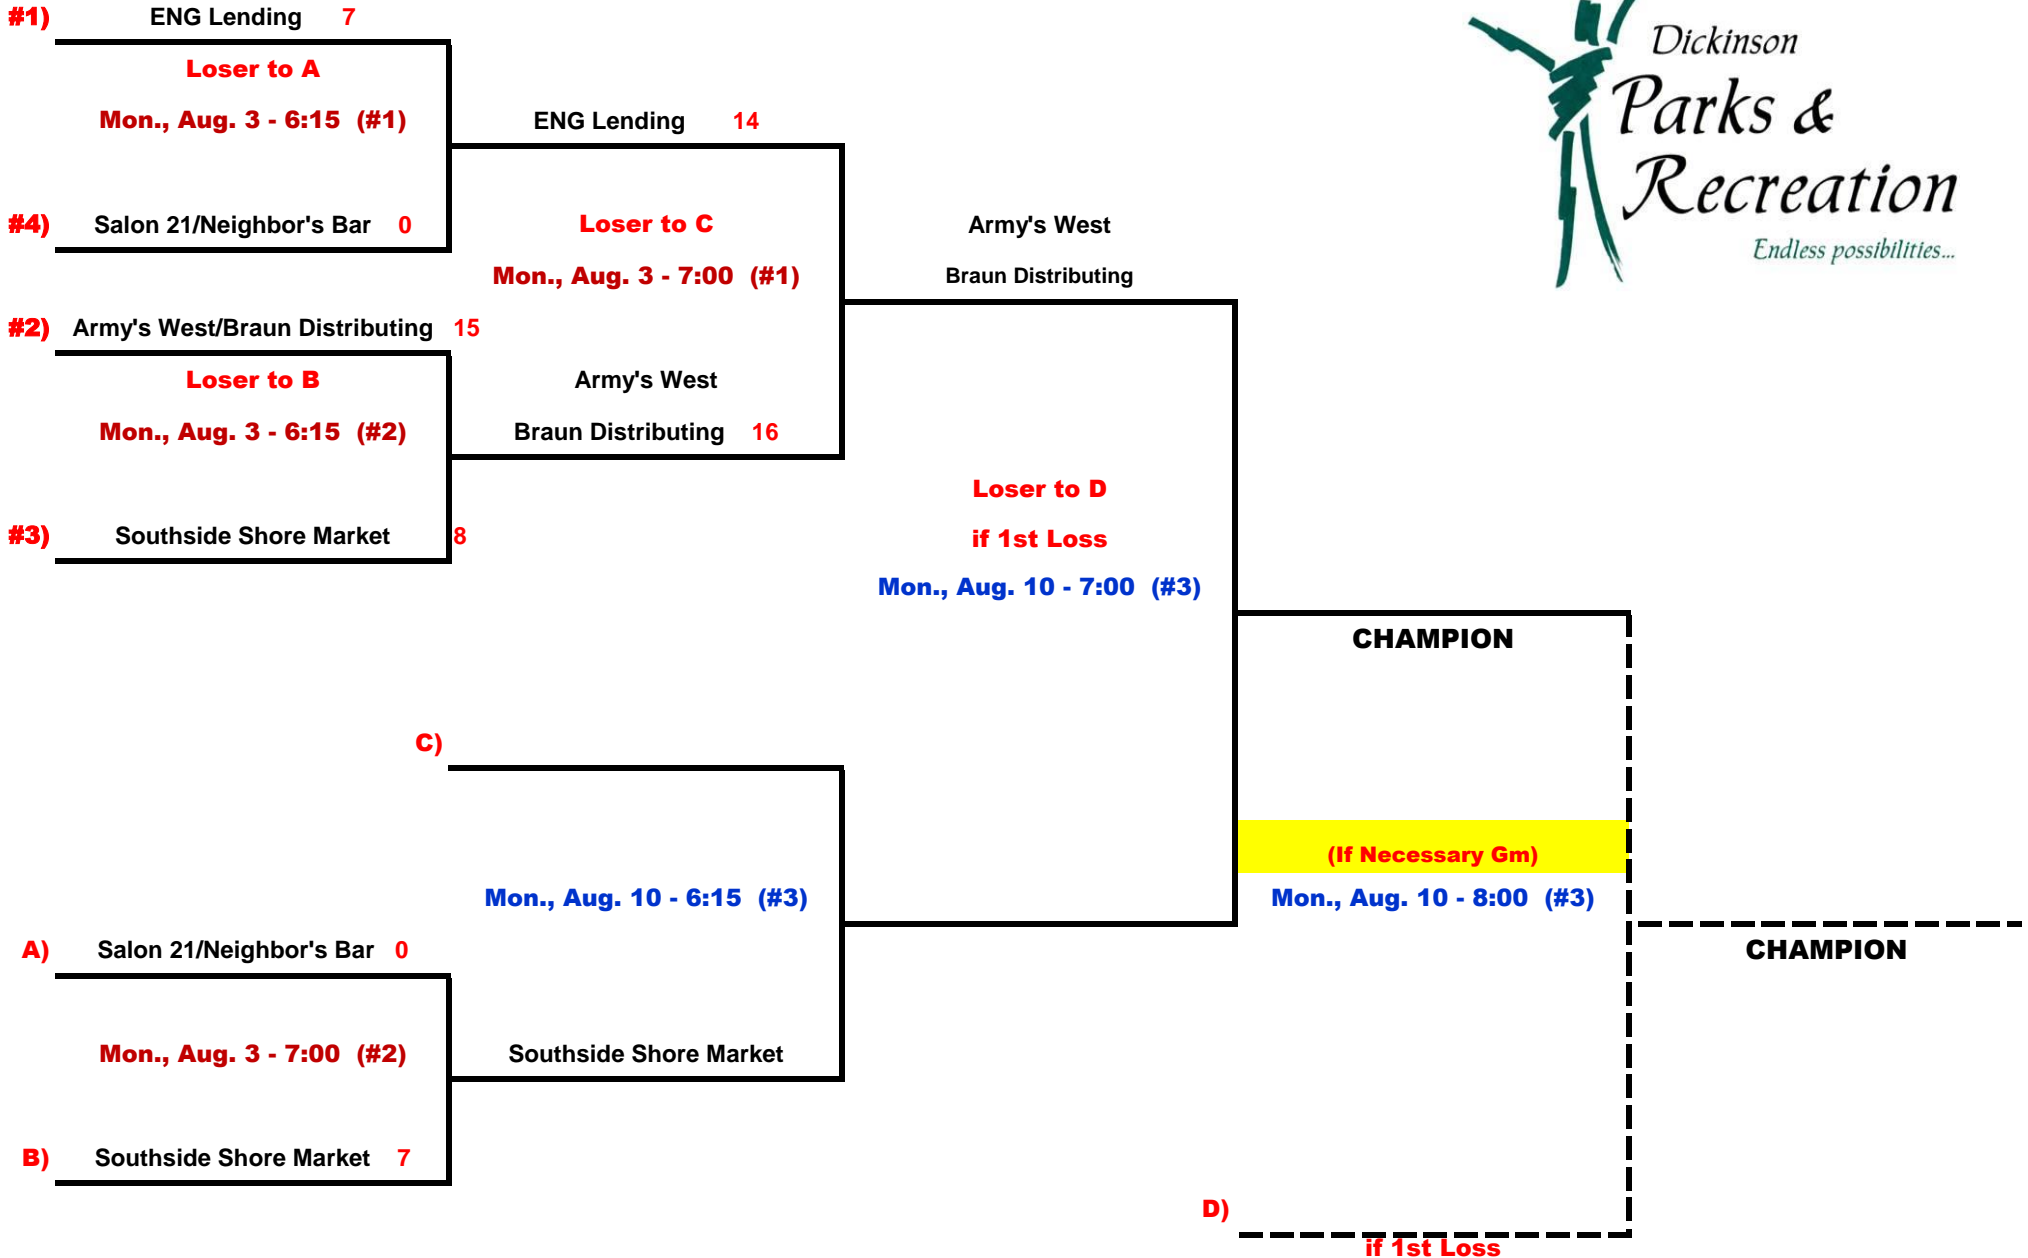 #1) ENG Lending 7
Loser to A
Mon., Aug. 3 - 6:15 (#1)
#4) Salon 21/Neighbor's Bar 0
#2) Army's West/Braun Distributing 15
Loser to B
Mon., Aug. 3 - 6:15 (#2)
#3) Southside Shore Market 8
ENG Lending 14
Loser to C
Mon., Aug. 3 - 7:00 (#1)
Army's West
Braun Distributing 16
Army's West
Braun Distributing
Loser to D
if 1st Loss
Mon., Aug. 10 - 7:00 (#3)
Dickinson
Parks &
Recreation
Endless possibilities...
CHAMPION
C)
Mon., Aug. 10 - 6:15 (#3)
(If Necessary Gm)
Mon., Aug. 10 - 8:00 (#3)
CHAMPION
A) Salon 21/Neighbor's Bar 0
Mon., Aug. 3 - 7:00 (#2)
B) Southside Shore Market 7
Southside Shore Market
D)
if 1st Loss